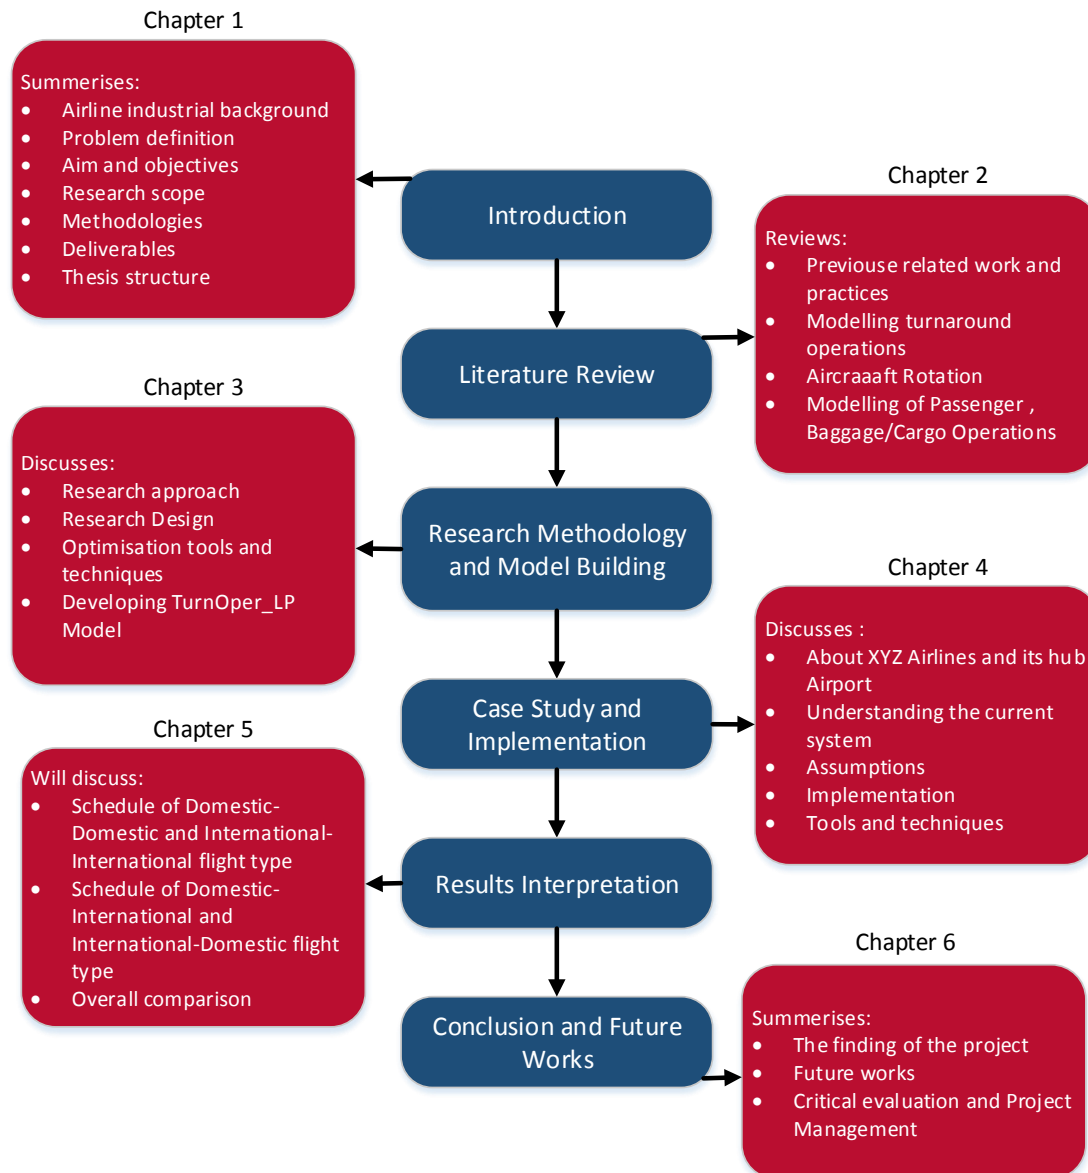 Chapter 1
Summerises:
• Airline industrial background
• Problem definition
• Aim and objectives
• Research scope
• Methodologies
• Deliverables
• Thesis structure
Introduction
Chapter 2
Reviews:
• Previouse related work and
practices
• Modelling turnaround
operations
• Aircraaaft Rotation
• Modelling of Passenger ,
Baggage/Cargo Operations
Literature Review
Chapter 3
Discusses:
• Research approach
• Research Design
• Optimisation tools and
techniques
• Developing TurnOper_LP
Model
Research Methodology
and Model Building
Chapter 4
Discusses :
• About XYZ Airlines and its hub
Airport
• Understanding the current
system
• Assumptions
• Implementation
• Tools and techniques
Case Study and
Implementation
Chapter 5
Will discuss:
• Schedule of Domestic-
Domestic and International-
International flight type
• Schedule of Domestic-
International and
International-Domestic flight
type
• Overall comparison
Results Interpretation
Chapter 6
Summerises:
• The finding of the project
• Future works
• Critical evaluation and Project
Management
Conclusion and Future
Works